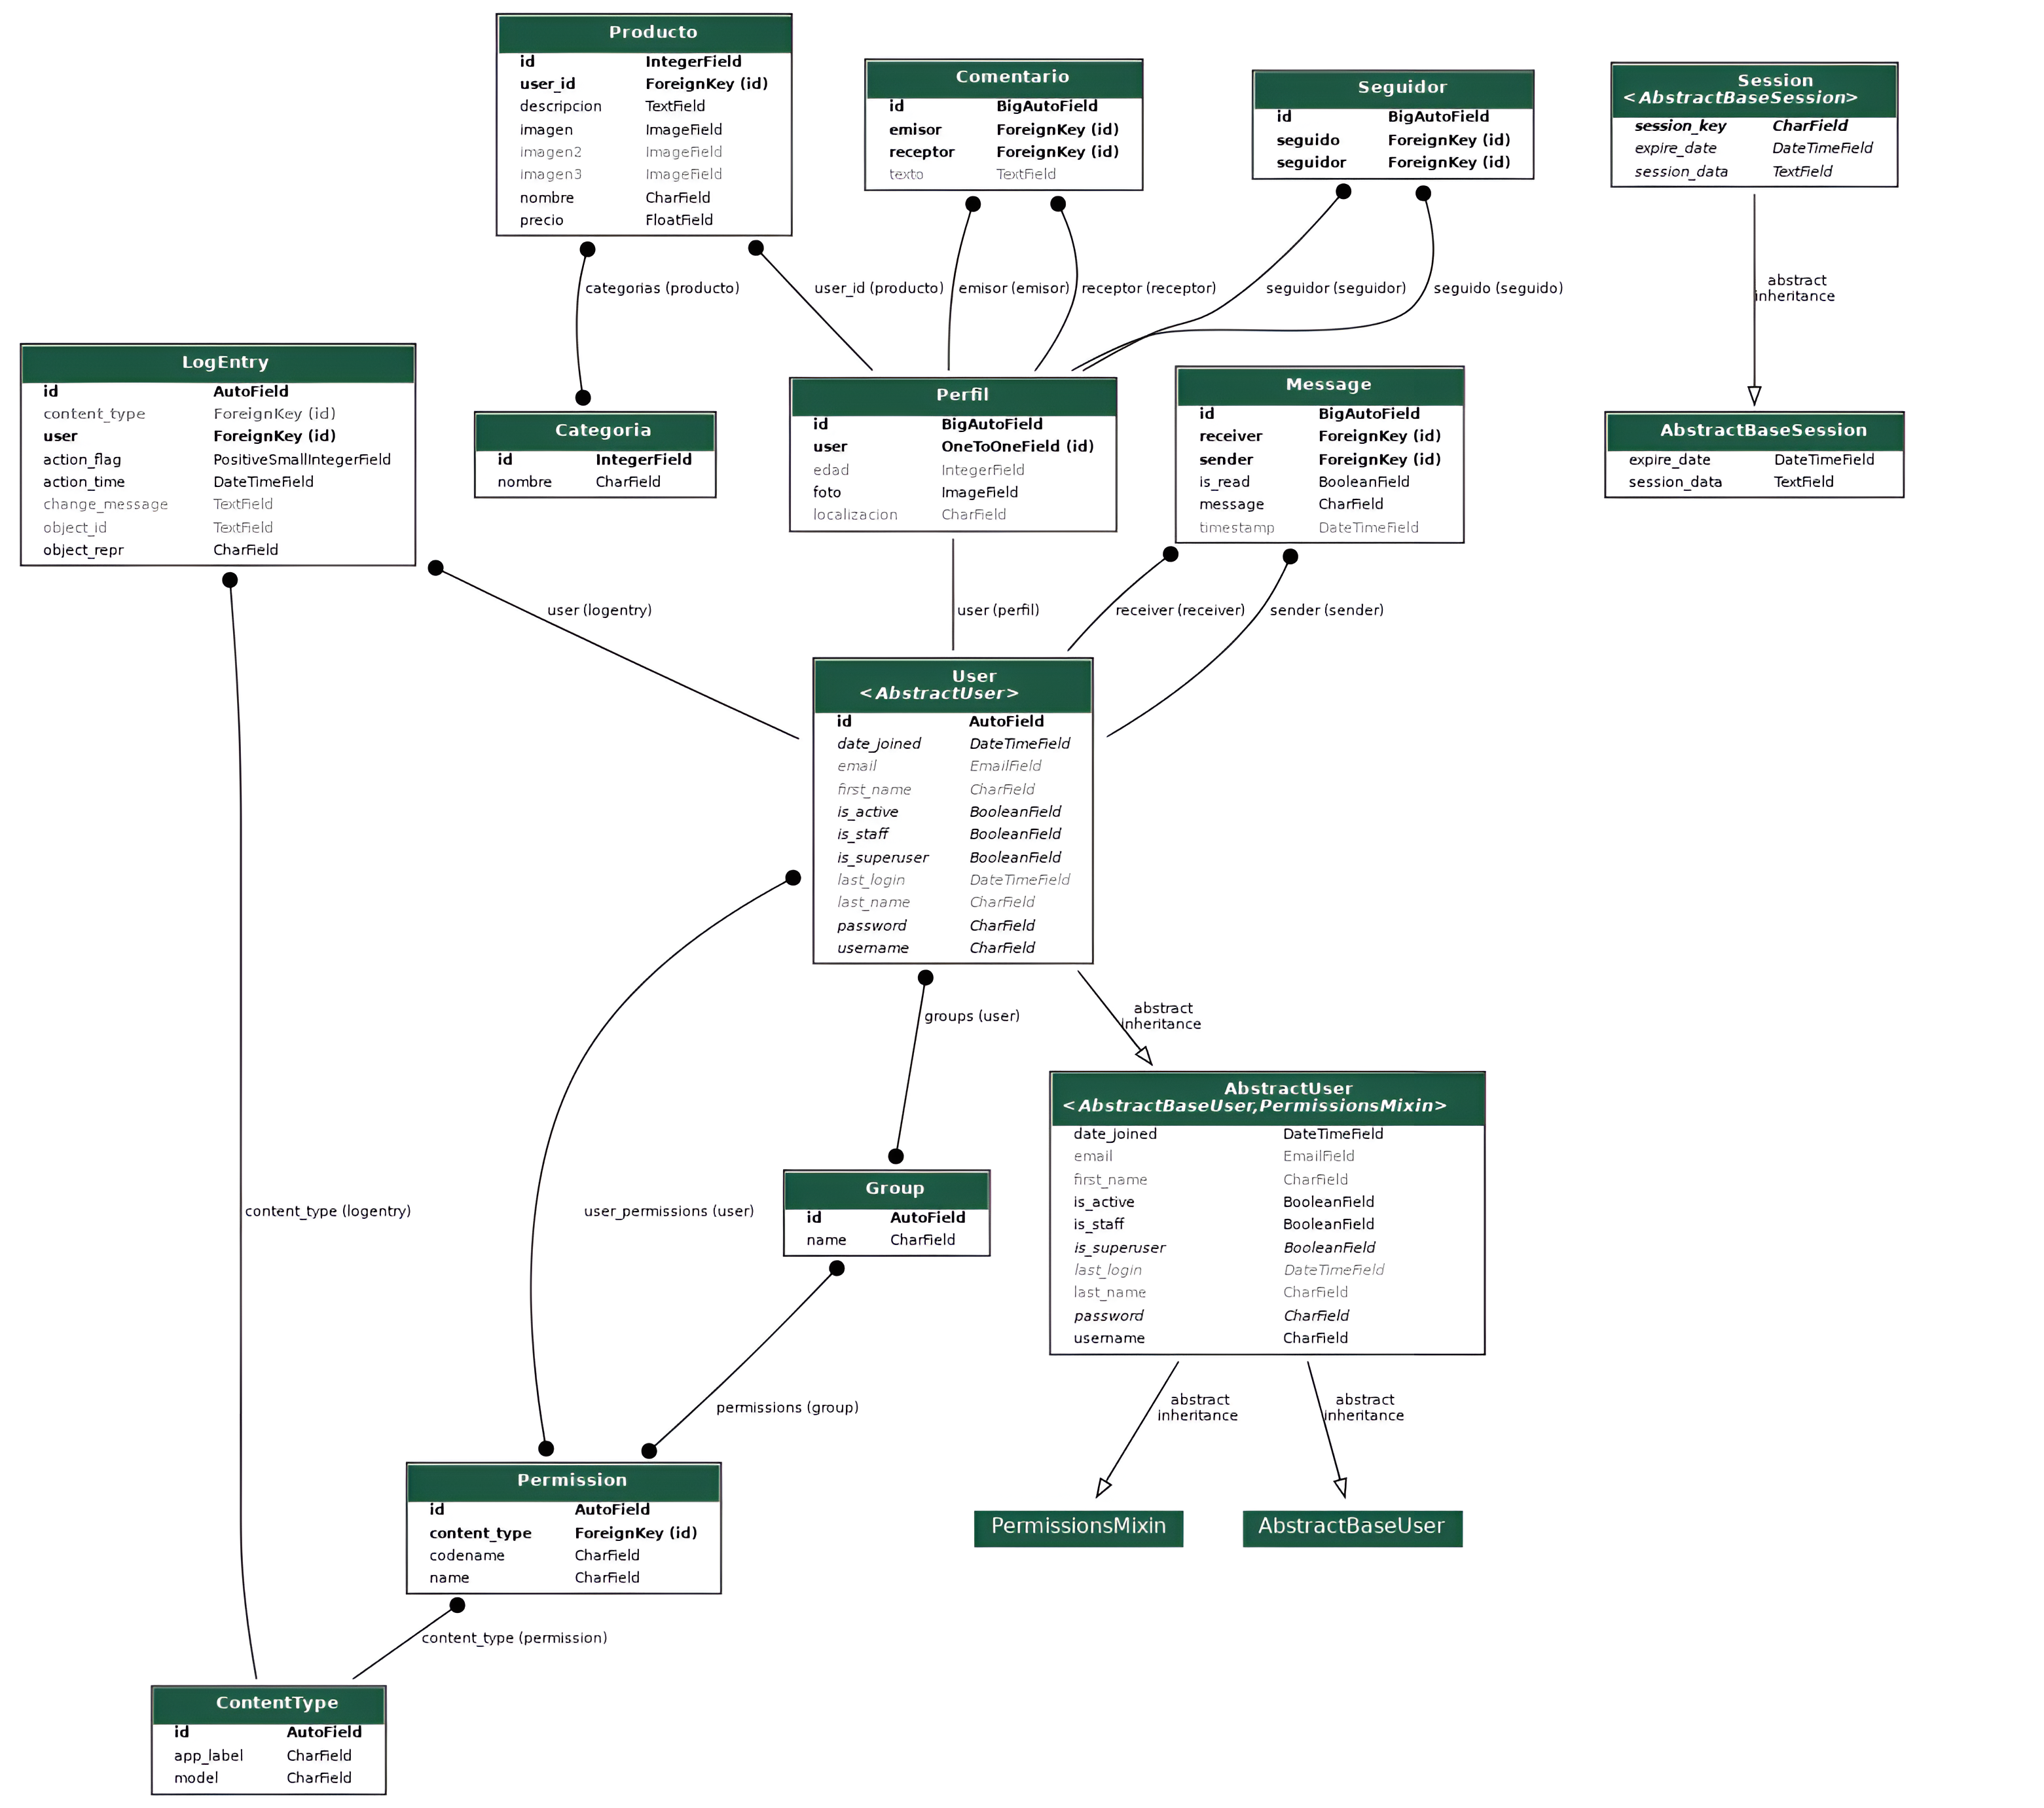 Producto
id IntegerField
user_id ForeignKey (id)
descripcion TextField
imagen ImageField
imagen2 ImageField
imagen3 ImageField
nombre CharField
precio FloatField
Comentario
id BigAutoField
emisor ForeignKey (id)
receptor ForeignKey (id)
texto TextField
Seguidor
id BigAutoField
seguido ForeignKey (id)
seguidor ForeignKey (id)
Session
<AbstractBaseSession>
session_key CharField
expire_date DateTimeField
session_data TextField
categorias (producto)
user_id (producto)
emisor (emisor)
receptor (receptor)
seguidor (seguidor)
seguido (seguido)
abstract
inheritance
LogEntry
id AutoField
content_type ForeignKey (id)
user ForeignKey (id)
action_flag PositiveSmallIntegerField
action_time DateTimeField
change_message TextField
object_id TextField
object_repr CharField
Categoria
id IntegerField
nombre CharField
Perfil
id BigAutoField
user OneToOneField (id)
edad IntegerField
foto ImageField
localizacion CharField
Message
id BigAutoField
receiver ForeignKey (id)
sender ForeignKey (id)
is_read BooleanField
message CharField
timestamp DateTimeField
AbstractBaseSession
expire_date DateTimeField
session_data TextField
user (logentry)
user (perfil)
receiver (receiver)
sender (sender)
User
<AbstractUser>
id AutoField
date_joined DateTimeField
email EmailField
first_name CharField
is_active BooleanField
is_staff BooleanField
is_superuser BooleanField
last_login DateTimeField
last_name CharField
password CharField
username CharField
groups (user)
abstract
inheritance
AbstractUser
<AbstractBaseUser,PermissionsMixin>
date_joined DateTimeField
email EmailField
first_name CharField
is_active BooleanField
is_staff BooleanField
is_superuser BooleanField
last_login DateTimeField
last_name CharField
password CharField
username CharField
content_type (logentry)
user_permissions (user)
Group
id AutoField
name CharField
permissions (group)
abstract
inheritance
abstract
inheritance
Permission
id AutoField
content_type ForeignKey (id)
codename CharField
name CharField
PermissionsMixin
AbstractBaseUser
content_type (permission)
ContentType
id AutoField
app_label CharField
model CharField